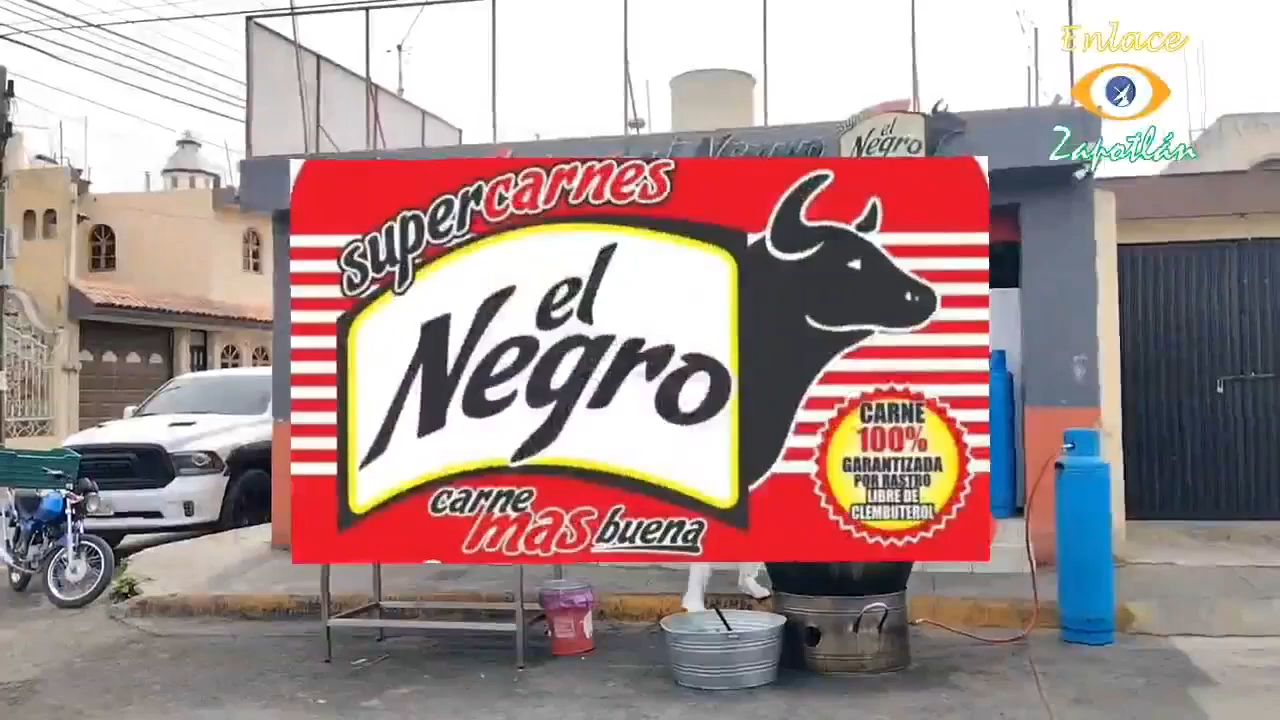 Enlace
Zapotlán
el
Negro
supercarnes
el
Negro
carne
mas buena
CARNE
100%
GARANTIZADA
POR RASTRO
LIBRE DE
CLEMBUTEROL